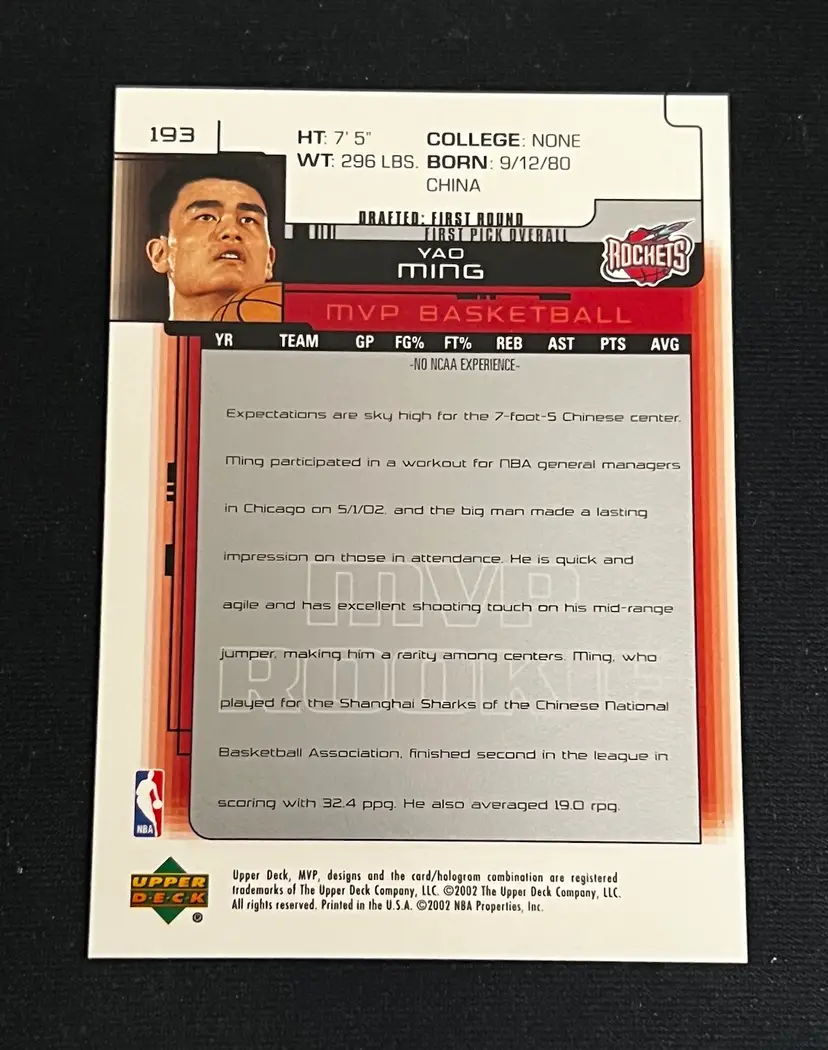 193
HT: 7' 5" COLLEGE: NONE
WT: 296 LBS. BORN: 9/12/80
CHINA
DRAFTED: FIRST ROUND
FIRST PICK OVERALL
YAO
MING
ROCKETS
MVP BASKETBALL
YR TEAM GP FG% FT% REB AST PTS AVG
-NO NCAA EXPERIENCE-
Expectations are sky high for the 7-foot-5 Chinese center.
Ming participated in a workout for NBA general managers
in Chicago on 5/1/02, and the big man made a lasting
impression on those in attendance. He is quick and
agile and has excellent shooting touch on his mid-range
jumper, making him a rarity among centers. Ming, who
played for the Shanghai Sharks of the Chinese National
Basketball Association, finished second in the league in
scoring with 32.4 ppg. He also averaged 19.0 rpg.
MVP
ROOKIE
NBA
UPPER
DECK
®
Upper Deck, MVP, designs and the card/hologram combination are registered
trademarks of The Upper Deck Company, LLC. ©2002 The Upper Deck Company, LLC.
All rights reserved. Printed in the U.S.A. ©2002 NBA Properties, Inc.